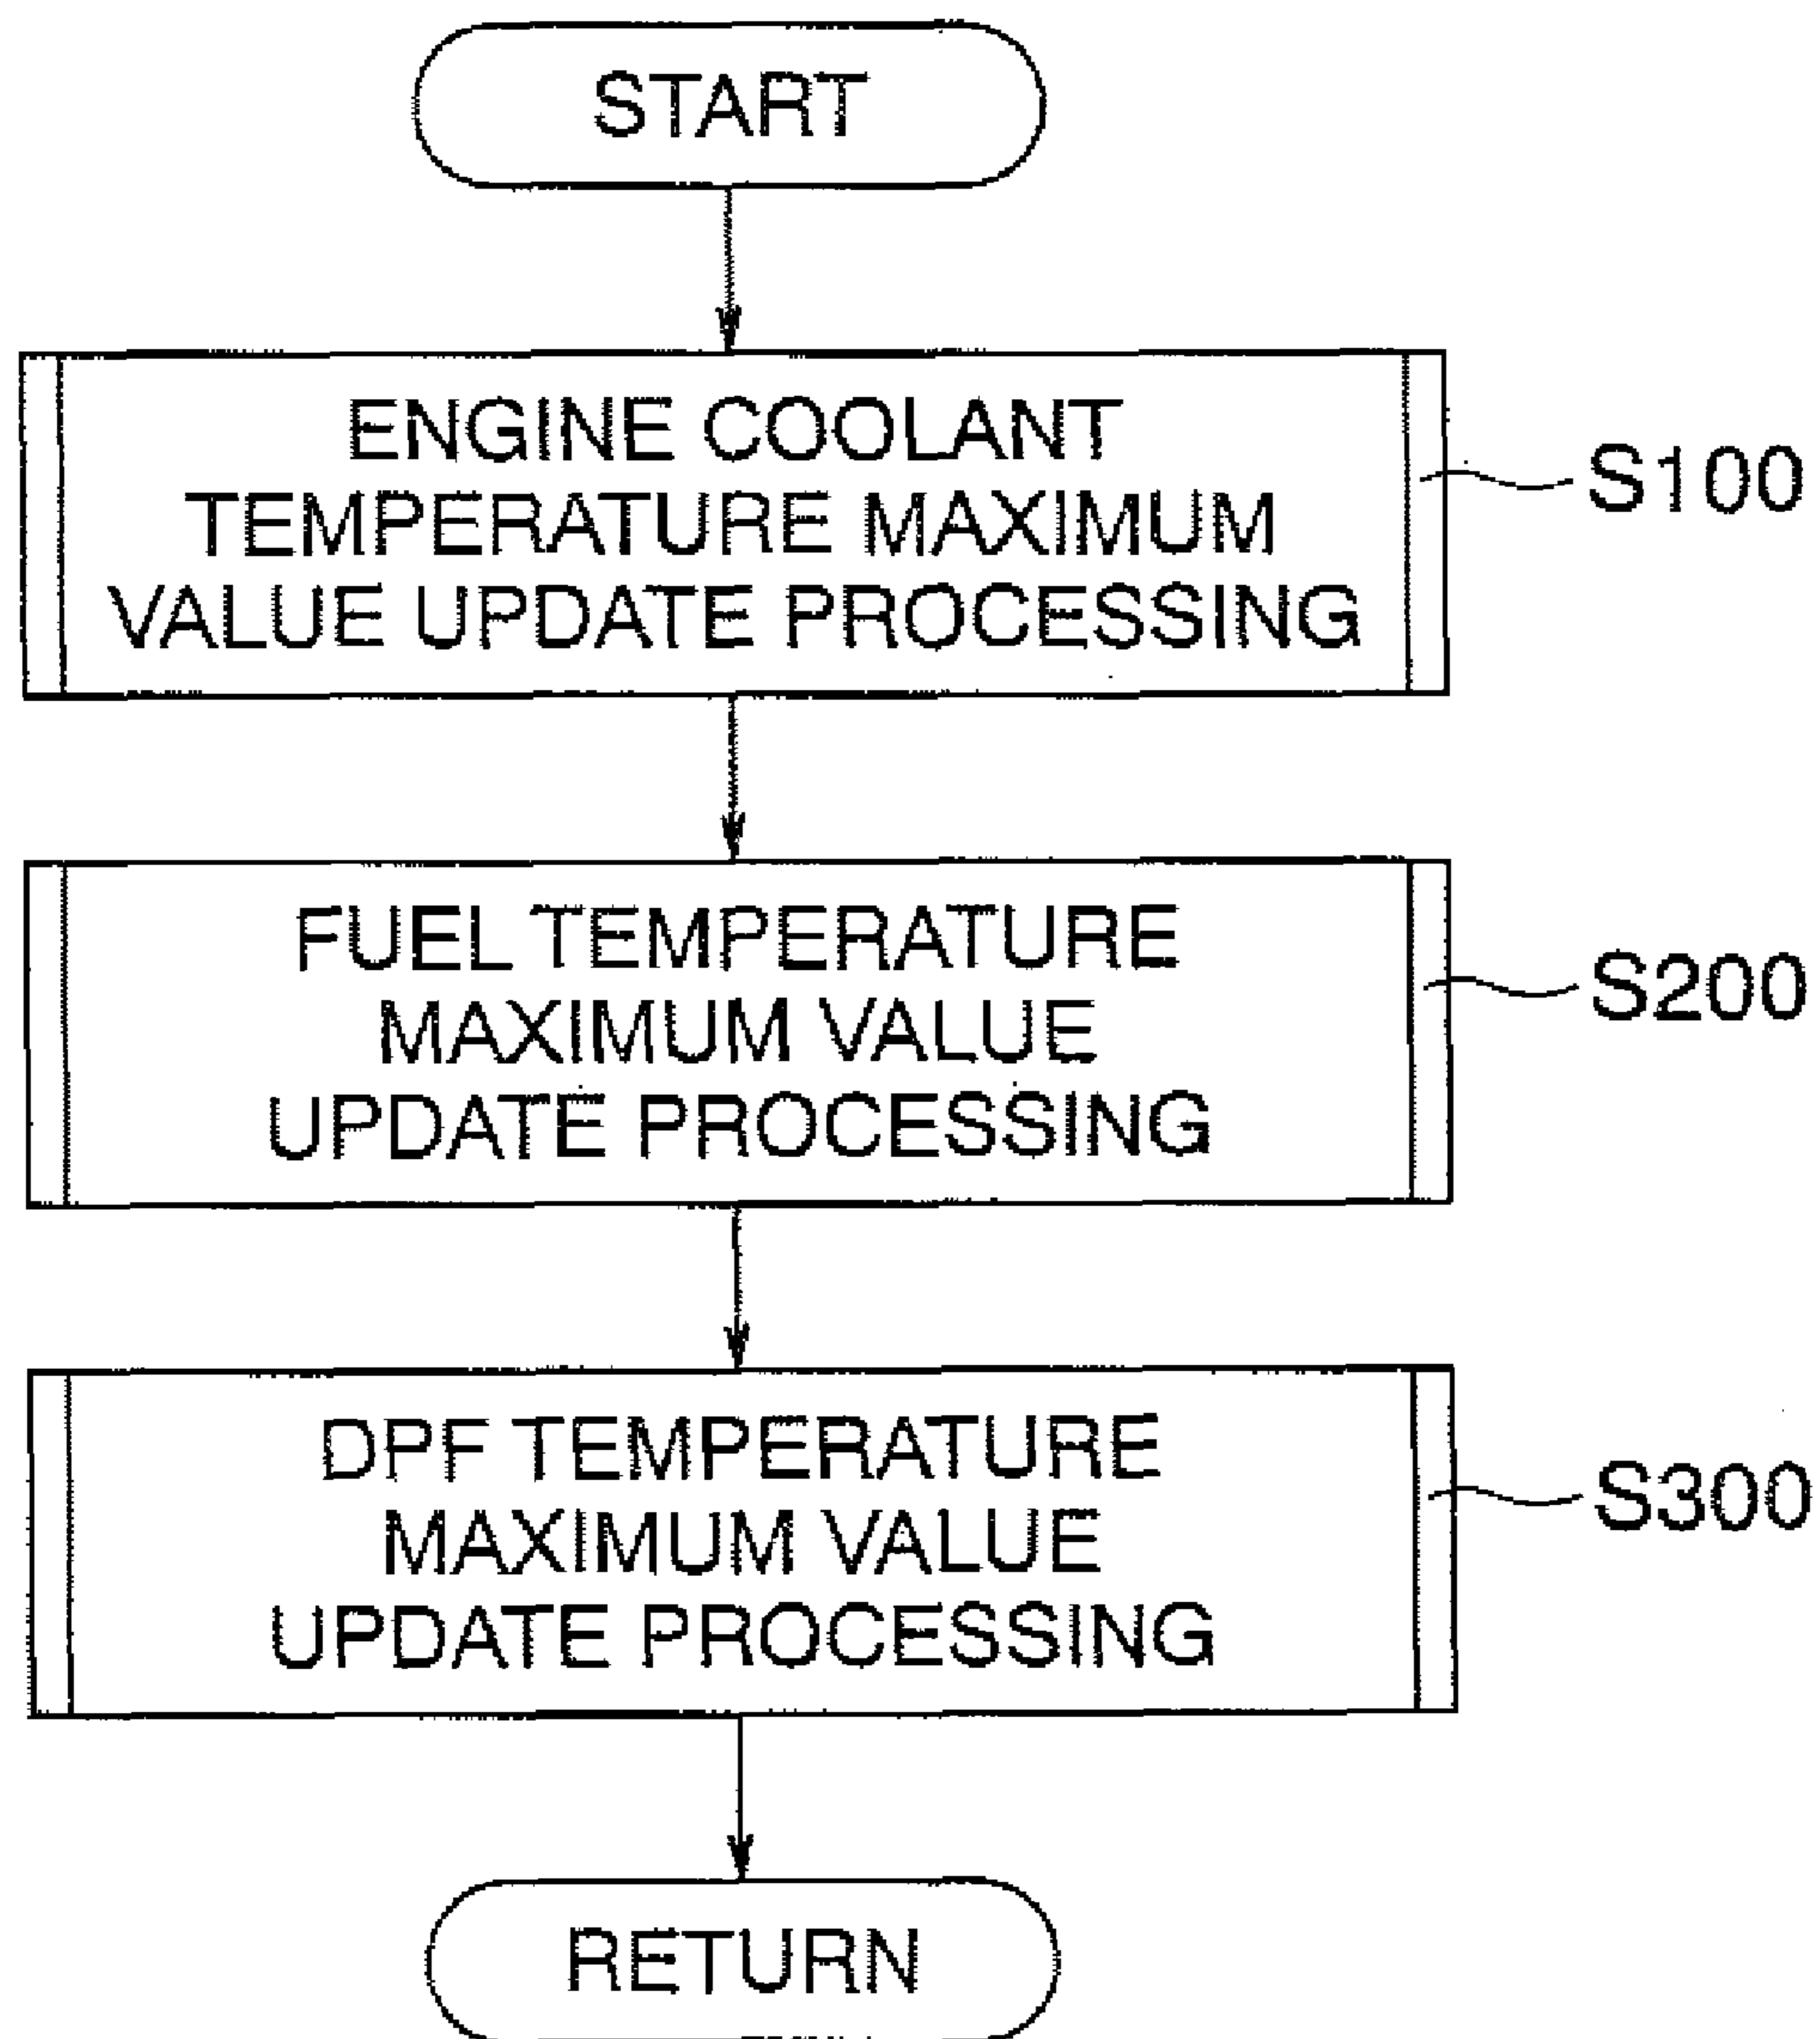 START
ENGINE COOLANT
TEMPERATURE MAXIMUM
VALUE UPDATE PROCESSING
S100
FUEL TEMPERATURE
MAXIMUM VALUE
UPDATE PROCESSING
S200
DPF TEMPERATURE
MAXIMUM VALUE
UPDATE PROCESSING
S300
RETURN